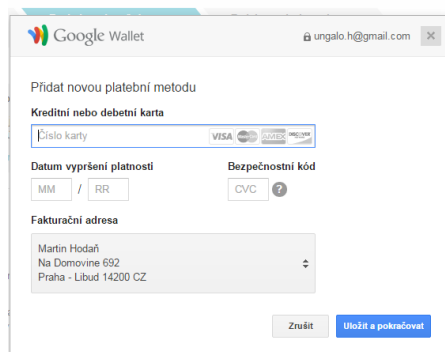 Google Wallet
ungalo.h@gmail.com
Přidat novou platební metodu
Kreditní nebo debetní karta
Číslo karty
VISA
AMEX
DISCOVER
Datum vypršení platnosti
Bezpečnostní kód
MM / RR
CVC ?
Fakturační adresa
Martin Hodaň
Na Domovine 692
Praha - Libud 14200 CZ
Zrušit
Uložit a pokračovat